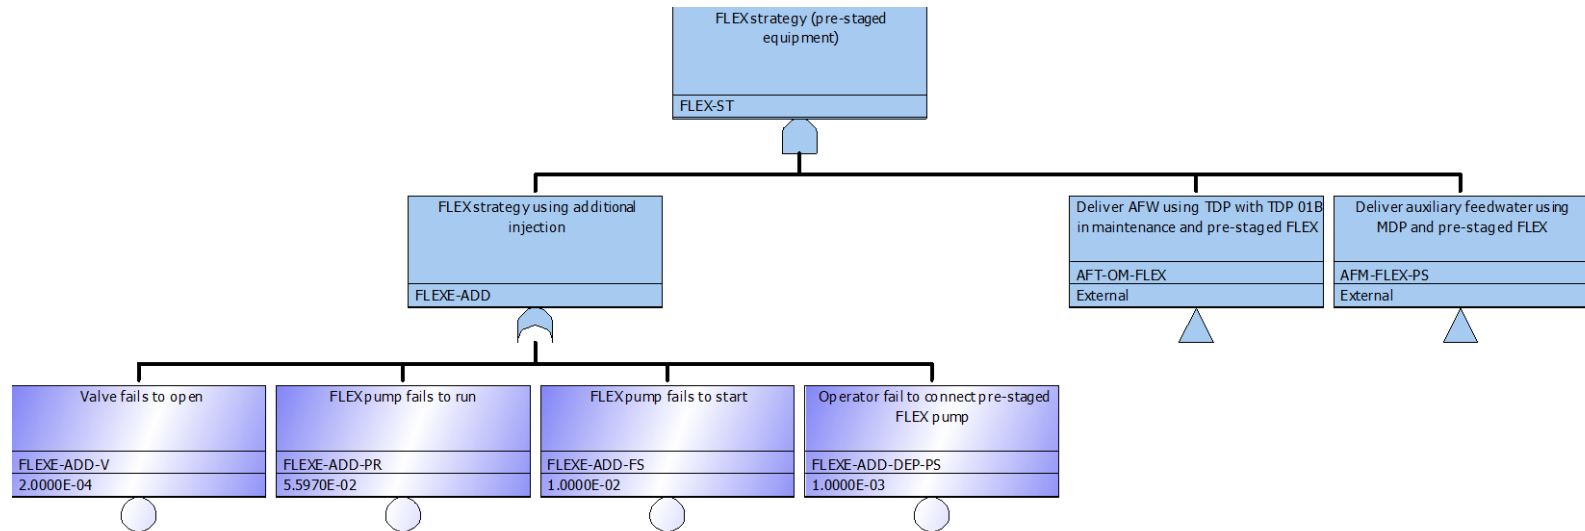 FLEX strategy (pre-staged
equipment)
FLEX-ST
FLEX strategy using additional
injection
FLEXE-ADD
Deliver AFW using TDP with TDP 01B
in maintenance and pre-staged FLEX
AFT-OM-FLEX
External
Deliver auxiliary feedwater using
MDP and pre-staged FLEX
AFM-FLEX-PS
External
Valve fails to open
FLEXE-ADD-V
2.0000E-04
FLEX pump fails to run
FLEXE-ADD-PR
5.5970E-02
FLEX pump fails to start
FLEXE-ADD-FS
1.0000E-02
Operator fail to connect pre-staged
FLEX pump
FLEXE-ADD-DEP-PS
1.0000E-03